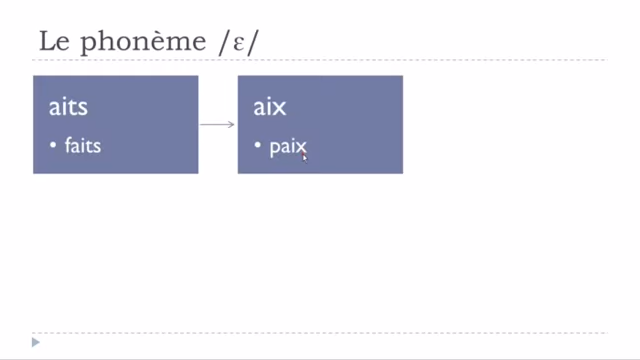 Le phonème /ε/
aits
• faits
aix
• paix